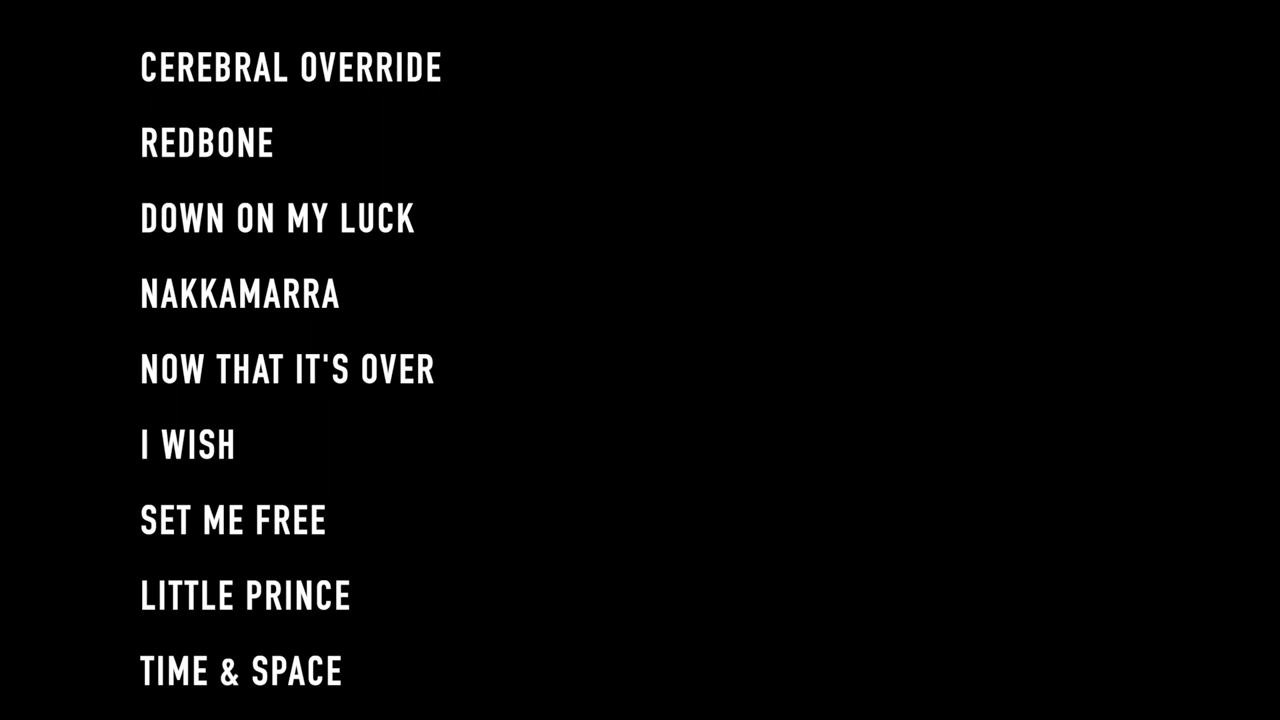 CEREBRAL OVERRIDE
REDBONE
DOWN ON MY LUCK
NAKKAMARRA
NOW THAT IT'S OVER
I WISH
SET ME FREE
LITTLE PRINCE
TIME & SPACE